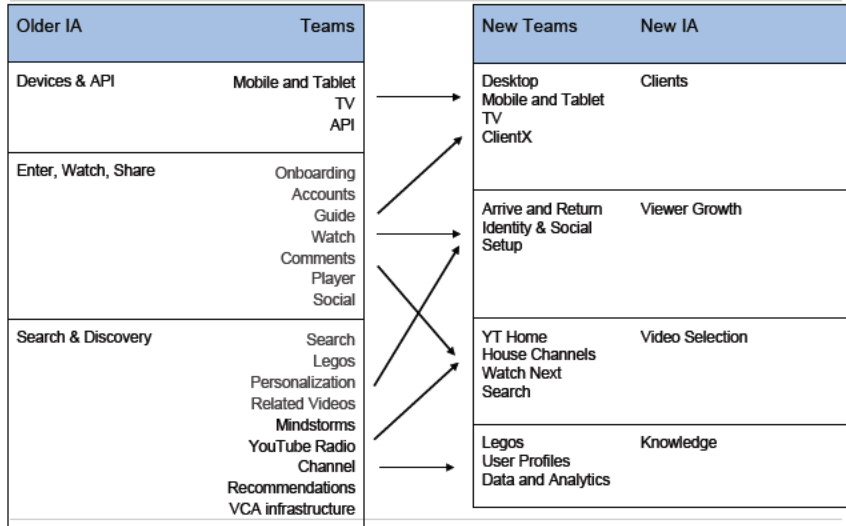 Older IA Teams
Devices & API Mobile and Tablet
TV
API
Enter, Watch, Share Onboarding
Accounts
Guide
Watch
Comments
Player
Social
Search & Discovery Search
Legos
Personalization
Related Videos
Mindstorms
YouTube Radio
Channel
Recommendations
VCA infrastructure
New Teams New IA
Desktop Clients
Mobile and Tablet
TV
ClientX
Arrive and Return Viewer Growth
Identity & Social
Setup
YT Home Video Selection
House Channels
Watch Next
Search
Legos Knowledge
User Profiles
Data and Analytics